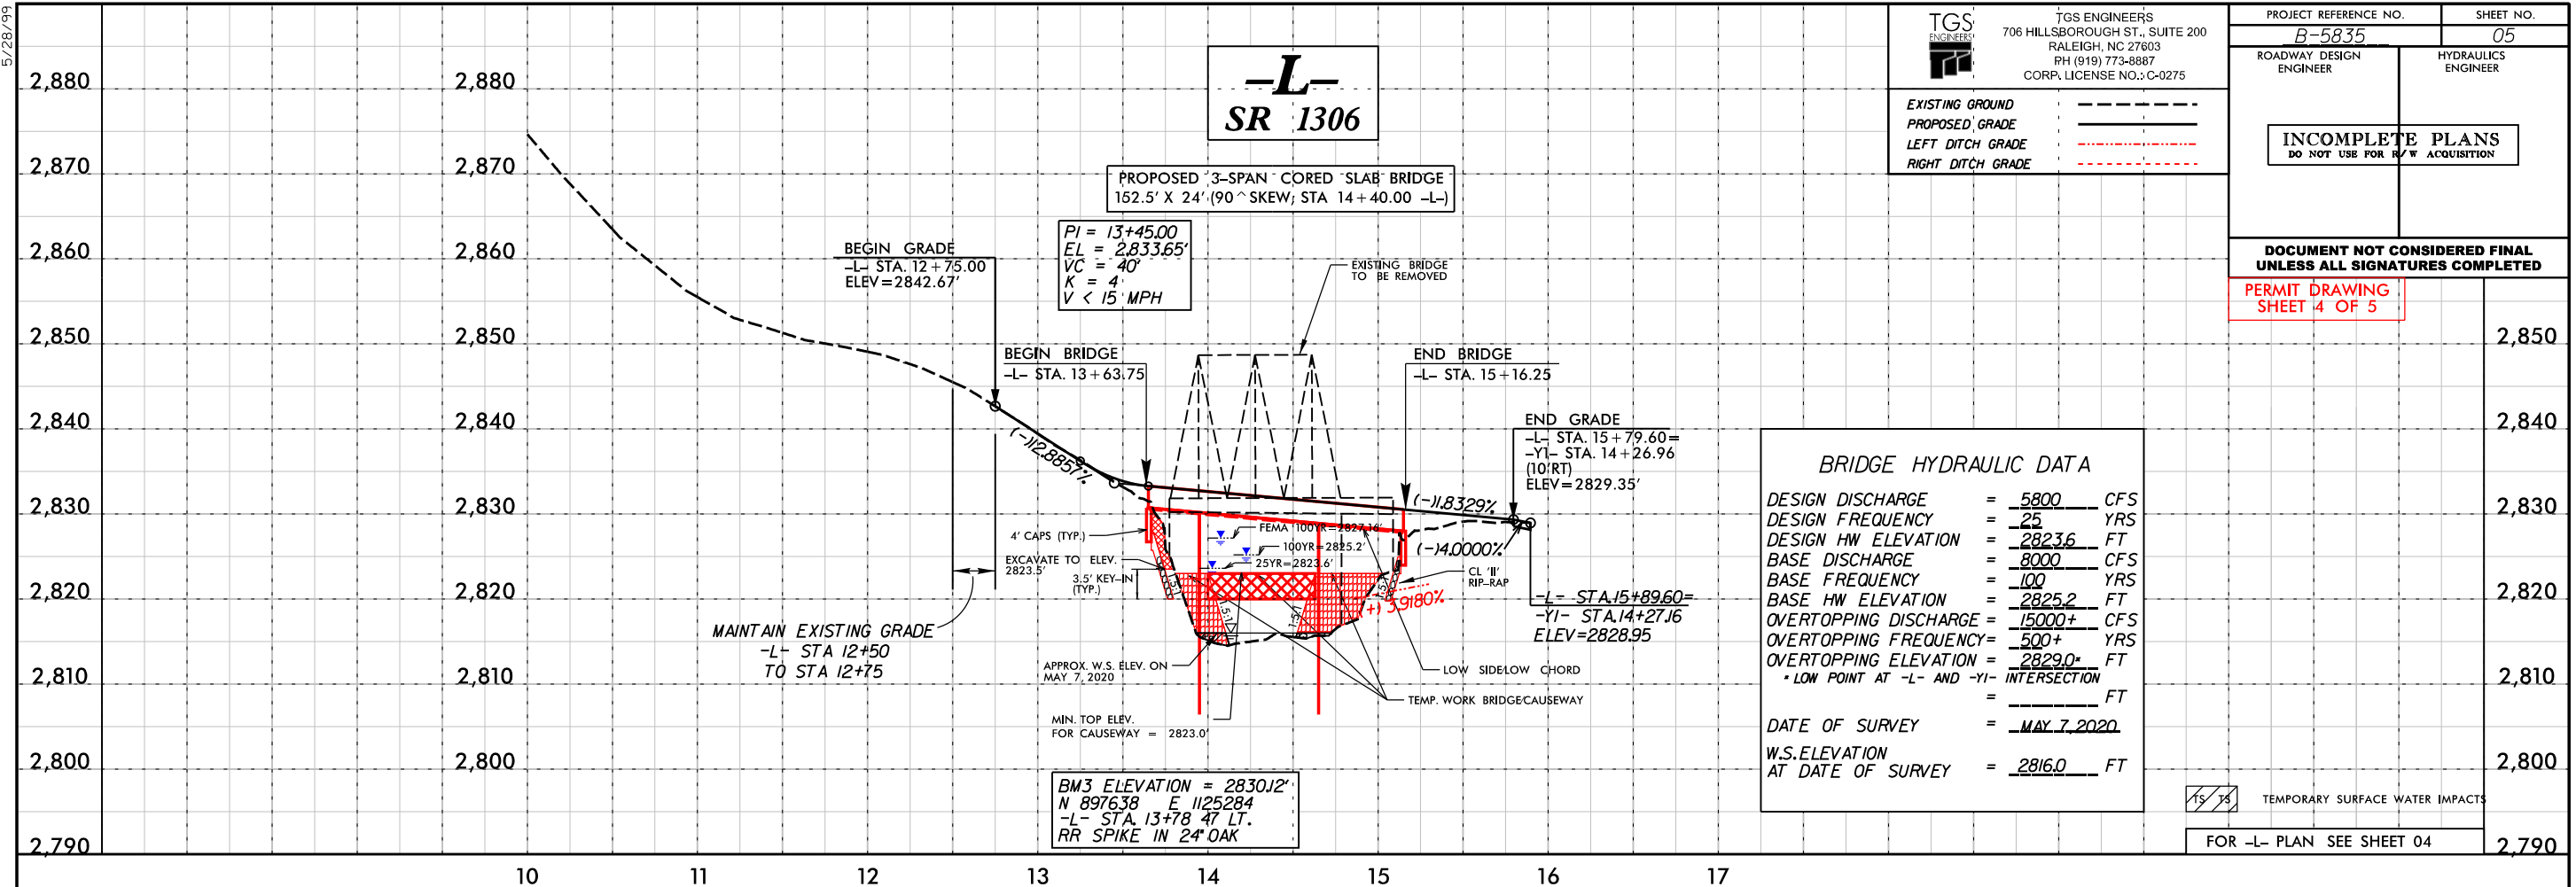 5/28/99
TGS
ENGINEERS
TGS ENGINEERS
706 HILLSBOROUGH ST., SUITE 200
RALEIGH, NC 27603
PH (919) 773-8887
CORP. LICENSE NO.: C-0275
PROJECT REFERENCE NO.
SHEET NO.
B-5835
05
ROADWAY DESIGN
ENGINEER
HYDRAULICS
ENGINEER
INCOMPLETE PLANS
DO NOT USE FOR R/W ACQUISITION
DOCUMENT NOT CONSIDERED FINAL
UNLESS ALL SIGNATURES COMPLETED
PERMIT DRAWING
SHEET 4 OF 5
EXISTING GROUND
PROPOSED GRADE
LEFT DITCH GRADE
RIGHT DITCH GRADE
-L-
SR 1306
PROPOSED 3-SPAN CORED SLAB BRIDGE
152.5' X 24' (90^SKEW; STA 14+40.00 -L-)
PI = 13+45.00
EL = 2,833.65'
VC = 40'
K = 4
V < 15 MPH
BEGIN GRADE
-L- STA. 12+75.00
ELEV=2842.67'
EXISTING BRIDGE
TO BE REMOVED
BEGIN BRIDGE
-L- STA. 13+63.75
END BRIDGE
-L- STA. 15+16.25
END GRADE
-L- STA. 15+79.60=
-Y1- STA. 14+26.96
(10'RT)
ELEV=2829.35'
(-)12.8857%
(-)1.8329%
(-)4.0000%
(+) 3.9180%
4' CAPS (TYP.)
EXCAVATE TO ELEV.
2823.5'
3.5' KEY-IN
(TYP.)
FEMA 100YR=2827.16'
100YR=2825.2'
25YR=2823.6'
CL 'II'
RIP-RAP
1.5:1
1.5:1
1.5:1
1.5:1
-L- STA.15+89.60=
-Y1- STA.14+27.16
ELEV=2828.95
MAINTAIN EXISTING GRADE
-L- STA 12+50
TO STA 12+75
APPROX. W.S. ELEV. ON
MAY 7, 2020
LOW SIDE/LOW CHORD
TEMP. WORK BRIDGE/CAUSEWAY
MIN. TOP ELEV.
FOR CAUSEWAY = 2823.0'
BM3 ELEVATION = 2830.12'
N 897638 E 1125284
-L- STA. 13+78 47 LT.
RR SPIKE IN 24" OAK
BRIDGE HYDRAULIC DATA
DESIGN DISCHARGE = 5800 CFS
DESIGN FREQUENCY = 25 YRS
DESIGN HW ELEVATION = 2823.6 FT
BASE DISCHARGE = 8000 CFS
BASE FREQUENCY = 100 YRS
BASE HW ELEVATION = 2825.2 FT
OVERTOPPING DISCHARGE = 15000+ CFS
OVERTOPPING FREQUENCY= 500+ YRS
OVERTOPPING ELEVATION = 2829.0* FT
* LOW POINT AT -L- AND -Y1- INTERSECTION
= FT
DATE OF SURVEY = MAY 7, 2020
W.S.ELEVATION
AT DATE OF SURVEY = 2816.0 FT
TS TS TEMPORARY SURFACE WATER IMPACTS
FOR -L- PLAN SEE SHEET 04
2,880 2,880
2,870 2,870
2,860 2,860
2,850 2,850 2,850
2,840 2,840 2,840
2,830 2,830 2,830
2,820 2,820 2,820
2,810 2,810 2,810
2,800 2,800 2,800
2,790 2,790 2,790
10 11 12 13 14 15 16 17